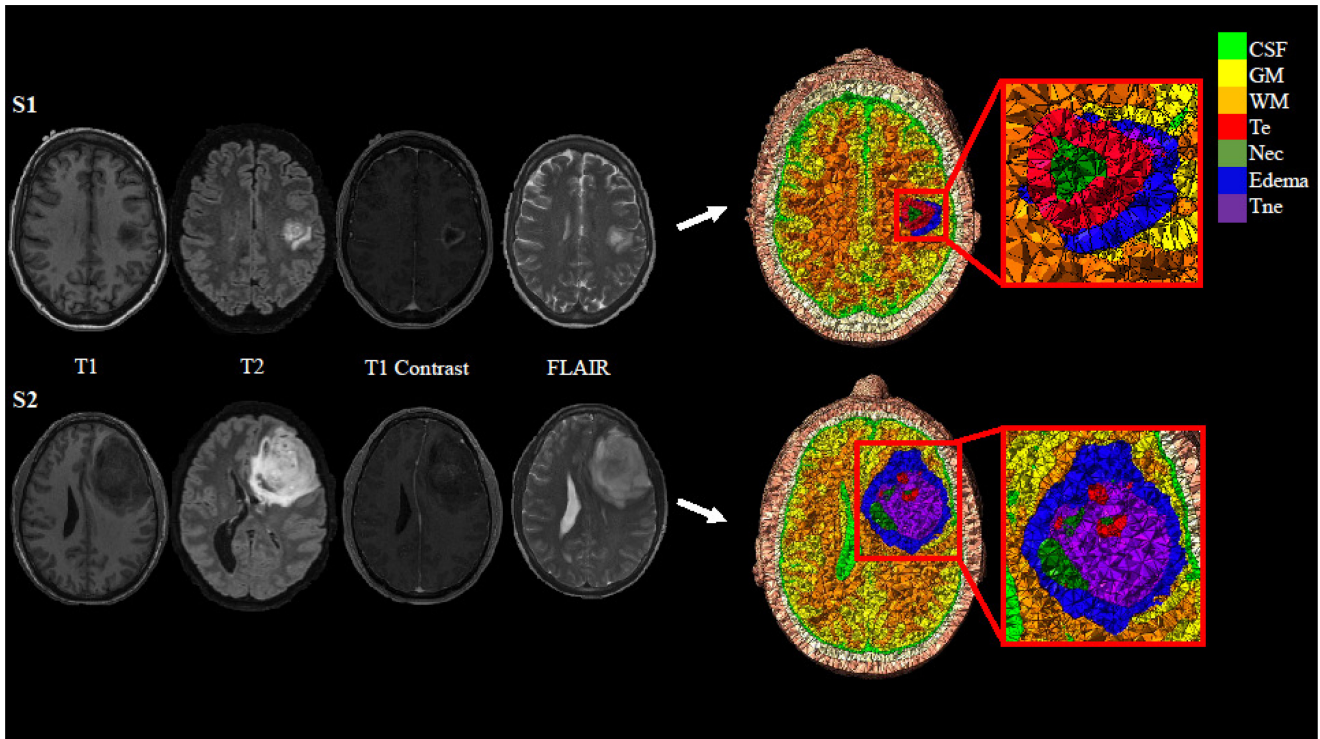 S1
T1
T2
T1 Contrast
FLAIR
S2
CSF
GM
WM
Te
Nec
Edema
Tne